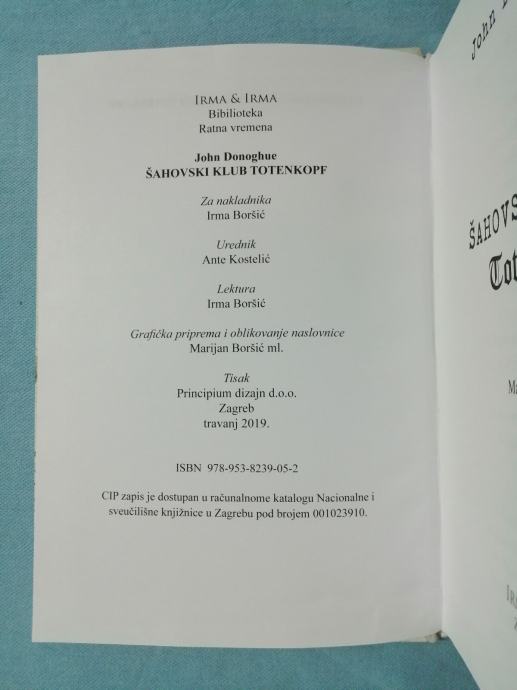 IRMA & IRMA
Bibilioteka
Ratna vremena
John Donoghue
ŠAHOVSKI KLUB TOTENKOPF
Za nakladnika
Irma Boršić
Urednik
Ante Kostelić
Lektura
Irma Boršić
Grafička priprema i oblikovanje naslovnice
Marijan Boršić ml.
Tisak
Principium dizajn d.o.o.
Zagreb
travanj 2019.
ISBN 978-953-8239-05-2
CIP zapis je dostupan u računalnome katalogu Nacionalne i
sveučilišne knjižnice u Zagrebu pod brojem 001023910.
John